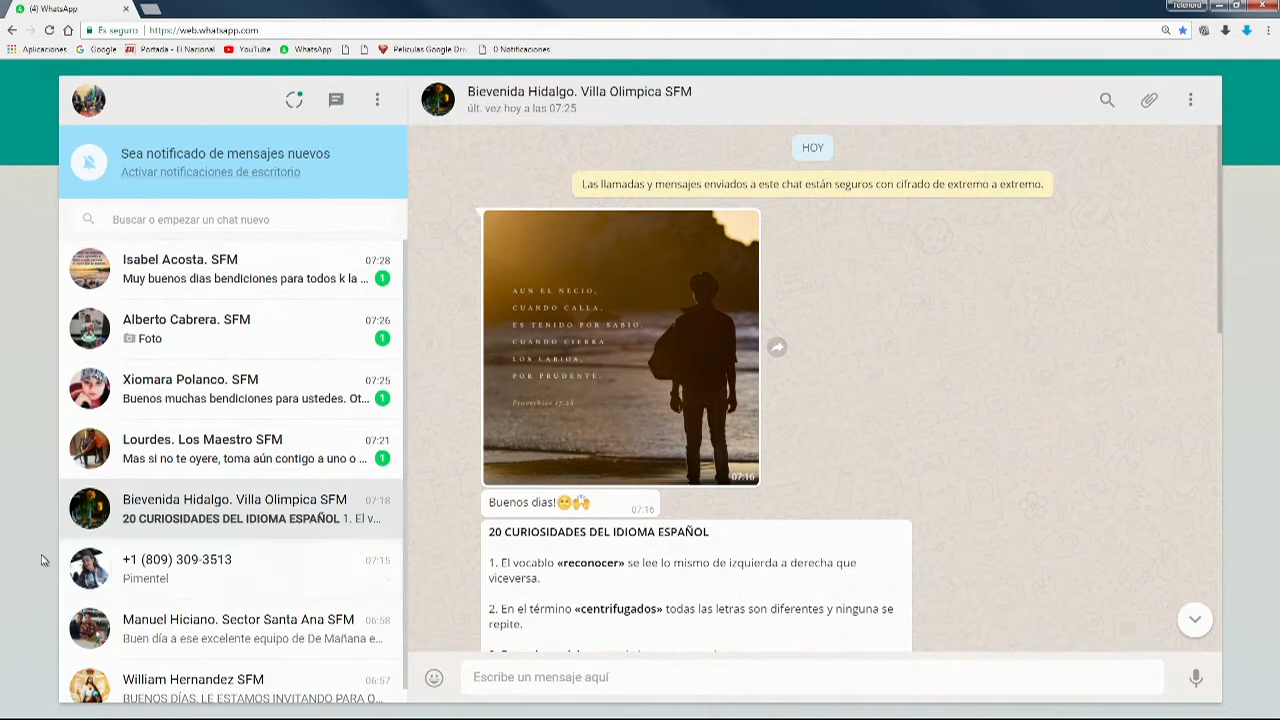 (4) WhatsApp
Telenord
Es seguro | https://web.whatsapp.com
Aplicaciones Google Portada - El Nacional YouTube WhatsApp Peliculas Google Dri 0 Notificaciones
Sea notificado de mensajes nuevos
Activar notificaciones de escritorio
Buscar o empezar un chat nuevo
Isabel Acosta. SFM 07:28
Muy buenos dias bendiciones para todos k la ... 1
Alberto Cabrera. SFM 07:26
Foto 1
Xiomara Polanco. SFM 07:25
Buenos muchas bendiciones para ustedes. Ot... 1
Lourdes. Los Maestro SFM 07:21
Mas si no te oyere, toma aún contigo a uno o ... 1
Bievenida Hidalgo. Villa Olimpica SFM 07:18
20 CURIOSIDADES DEL IDIOMA ESPAÑOL 1. El v...
+1 (809) 309-3513 07:15
Pimentel
Manuel Hiciano. Sector Santa Ana SFM 06:58
Buen día a ese excelente equipo de De Mañana e...
William Hernandez SFM 06:57
BUENOS DÍAS. LE ESTAMOS INVITANDO PARA O...
Bievenida Hidalgo. Villa Olimpica SFM
últ. vez hoy a las 07:25
HOY
Las llamadas y mensajes enviados a este chat están seguros con cifrado de extremo a extremo.
AUN EL NECIO,
CUANDO CALLA,
ES TENIDO POR SABIO.
CUANDO CIERRA
LOS LABIOS,
POR PRUDENTE.
Proverbios 17.28
07:16
Buenos dias!😊🙌
07:16
20 CURIOSIDADES DEL IDIOMA ESPAÑOL
1. El vocablo «reconocer» se lee lo mismo de izquierda a derecha que
viceversa.
2. En el término «centrifugados» todas las letras son diferentes y ninguna se
repite.
Escribe un mensaje aquí